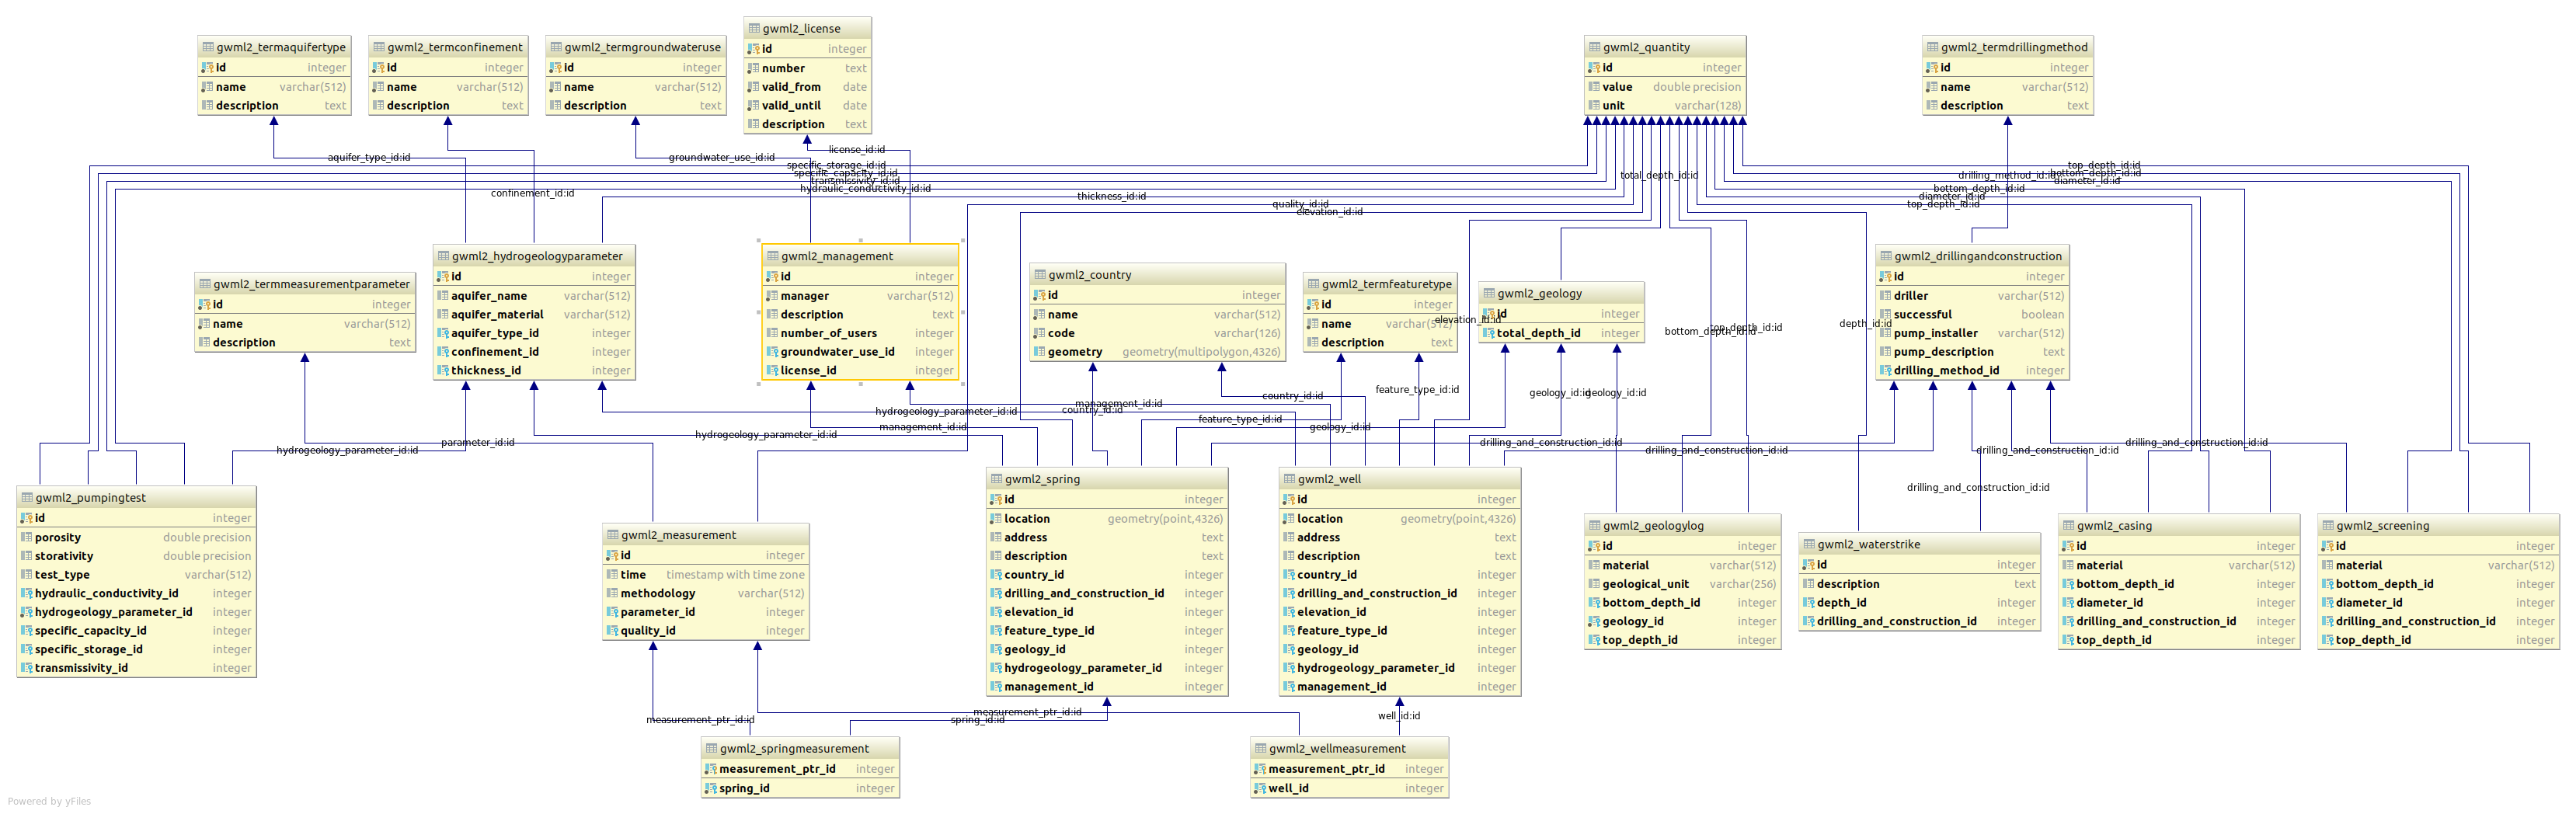 gwml2_termaquifertype
id integer
name varchar(512)
description text
gwml2_termconfinement
id integer
name varchar(512)
description text
gwml2_termgroundwateruse
id integer
name varchar(512)
description text
gwml2_license
id integer
number text
valid_from date
valid_until date
description text
gwml2_quantity
id integer
value double precision
unit varchar(128)
gwml2_termdrillingmethod
id integer
name varchar(512)
description text
aquifer_type_id:id
groundwater_use_id:id
license_id:id
specific_storage_id:id
specific_capacity_id:id
transmissivity_id:id
hydraulic_conductivity_id:id
confinement_id:id
thickness_id:id
quality_id:id
elevation_id:id
total_depth_id:id
drilling_method_id:id
top_depth_id:id
bottom_depth_id:id
diameter_id:id
bottom_depth_id:id
diameter_id:id
top_depth_id:id
gwml2_termmeasurementparameter
id integer
name varchar(512)
description text
gwml2_hydrogeologyparameter
id integer
aquifer_name varchar(512)
aquifer_material varchar(512)
aquifer_type_id integer
confinement_id integer
thickness_id integer
gwml2_management
id integer
manager varchar(512)
description text
number_of_users integer
groundwater_use_id integer
license_id integer
gwml2_country
id integer
name varchar(512)
code varchar(126)
geometry geometry(multipolygon,4326)
gwml2_termfeaturetype
id integer
name varchar(512)
description text
elevation_id:id
gwml2_geology
id integer
total_depth_id integer
bottom_depth_id:id
top_depth_id:id
depth_id:id
gwml2_drillingandconstruction
id integer
driller varchar(512)
successful boolean
pump_installer varchar(512)
pump_description text
drilling_method_id integer
feature_type_id:id
geology_id:id
geology_id:id
country_id:id
management_id:id
country_id:id
hydrogeology_parameter_id:id
feature_type_id:id
management_id:id
geology_id:id
hydrogeology_parameter_id:id
parameter_id:id
hydrogeology_parameter_id:id
drilling_and_construction_id:id
drilling_and_construction_id:id
drilling_and_construction_id:id
drilling_and_construction_id:id
drilling_and_construction_id:id
gwml2_pumpingtest
id integer
porosity double precision
storativity double precision
test_type varchar(512)
hydraulic_conductivity_id integer
hydrogeology_parameter_id integer
specific_capacity_id integer
specific_storage_id integer
transmissivity_id integer
gwml2_measurement
id integer
time timestamp with time zone
methodology varchar(512)
parameter_id integer
quality_id integer
gwml2_spring
id integer
location geometry(point,4326)
address text
description text
country_id integer
drilling_and_construction_id integer
elevation_id integer
feature_type_id integer
geology_id integer
hydrogeology_parameter_id integer
management_id integer
gwml2_well
id integer
location geometry(point,4326)
address text
description text
country_id integer
drilling_and_construction_id integer
elevation_id integer
feature_type_id integer
geology_id integer
hydrogeology_parameter_id integer
management_id integer
gwml2_geologylog
id integer
material varchar(512)
geological_unit varchar(256)
bottom_depth_id integer
geology_id integer
top_depth_id integer
gwml2_waterstrike
id integer
description text
depth_id integer
drilling_and_construction_id integer
gwml2_casing
id integer
material varchar(512)
bottom_depth_id integer
diameter_id integer
drilling_and_construction_id integer
top_depth_id integer
gwml2_screening
id integer
material varchar(512)
bottom_depth_id integer
diameter_id integer
drilling_and_construction_id integer
top_depth_id integer
measurement_ptr_id:id
spring_id:id
measurement_ptr_id:id
well_id:id
gwml2_springmeasurement
measurement_ptr_id integer
spring_id integer
gwml2_wellmeasurement
measurement_ptr_id integer
well_id integer
Powered by yFiles